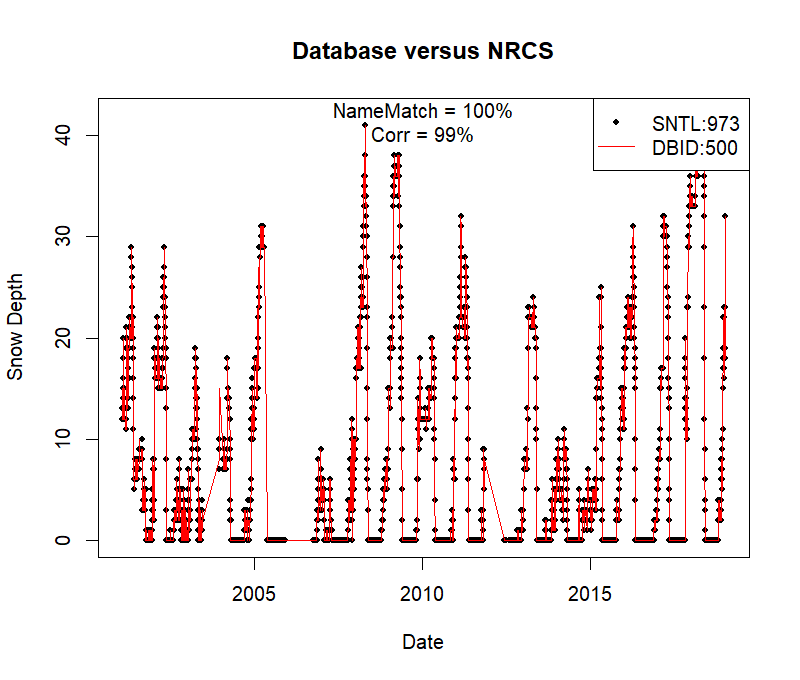 Database versus NRCS
NameMatch = 100%
Corr = 99%
SNTL:973
DBID:500
Snow Depth
40
30
20
10
0
2005
2010
2015
Date